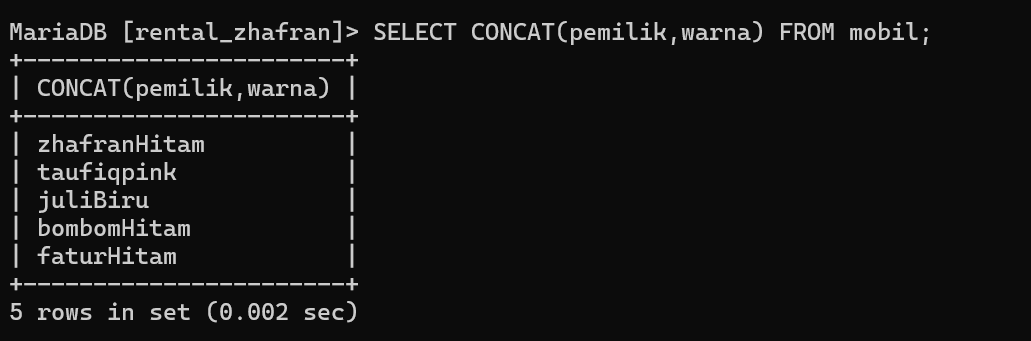 MariaDB [rental_zhafran]> SELECT CONCAT(pemilik,warna) FROM mobil;
+-----------------------+
| CONCAT(pemilik,warna) |
+-----------------------+
| zhafranHitam          |
| taufiqpink            |
| juliBiru              |
| bombomHitam           |
| faturHitam            |
+-----------------------+
5 rows in set (0.002 sec)